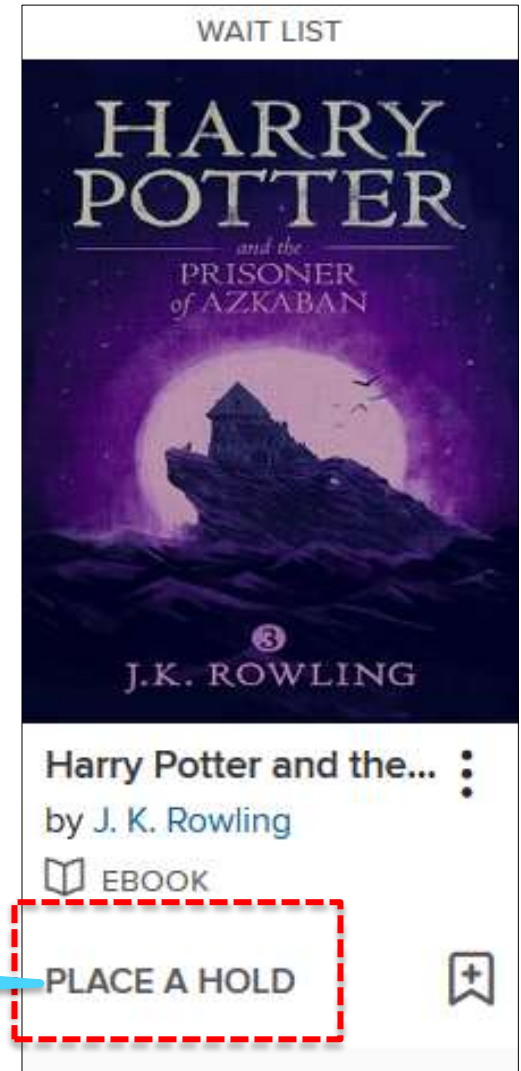 WAIT LIST
HARRY
POTTER
and the
PRISONER
of AZKABAN
3
J.K. ROWLING
Harry Potter and the...
by J. K. Rowling
EBOOK
PLACE A HOLD